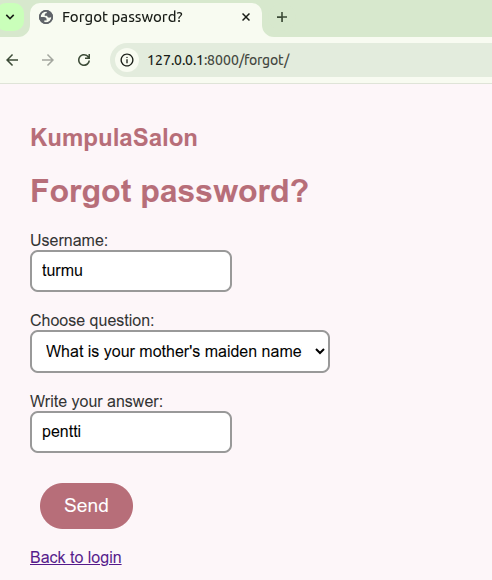 Forgot password?
127.0.0.1:8000/forgot/
KumpulaSalon
Forgot password?
Username:
turmu
Choose question:
What is your mother's maiden name
Write your answer:
pentti
Send
Back to login